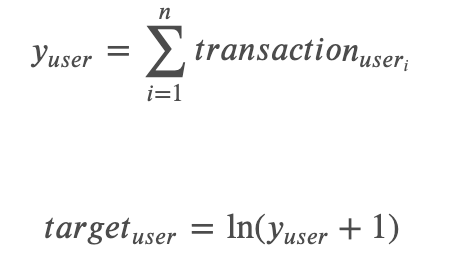 y_user = ∑_{i=1}^{n} transaction_{user_i}
target_user = ln(y_user + 1)